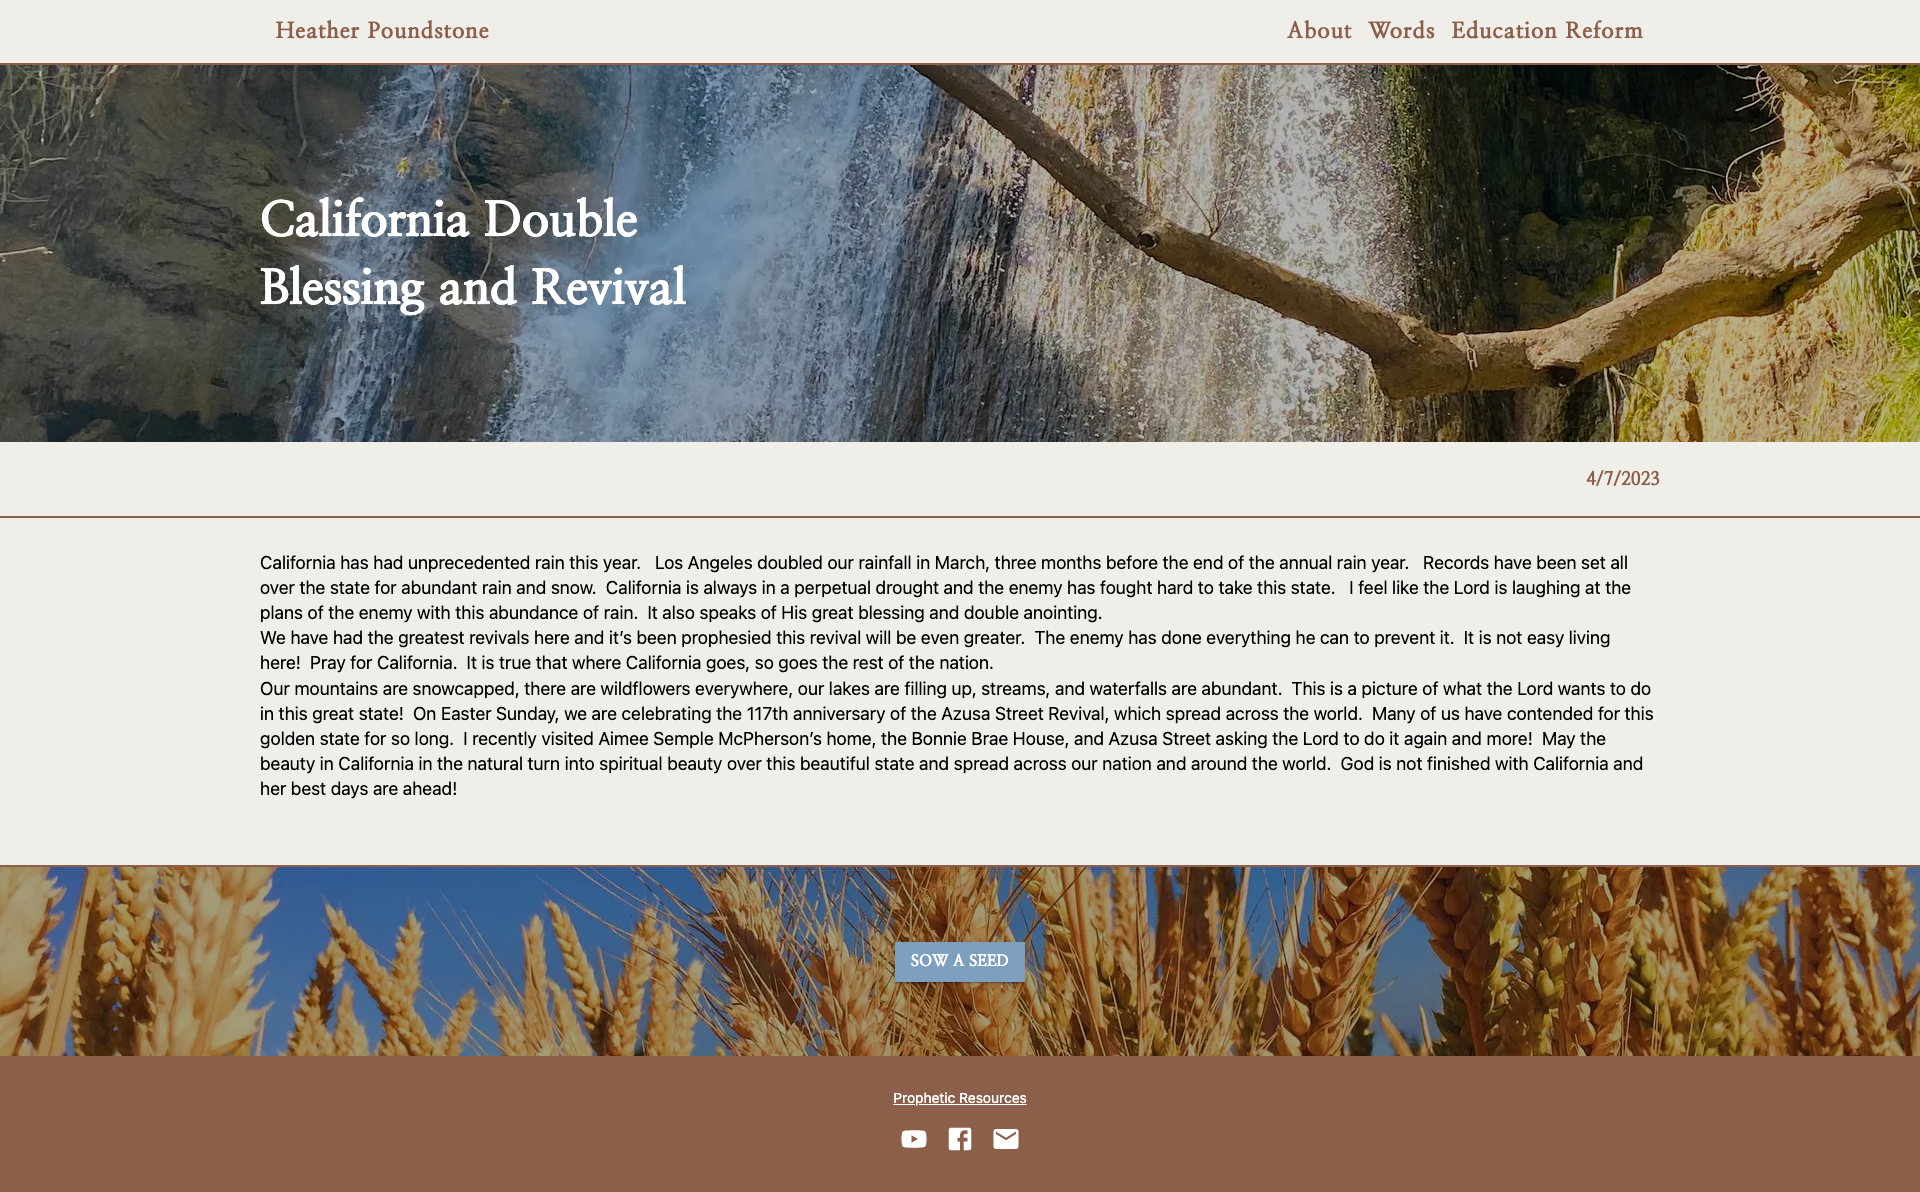 Heather Poundstone
About Words Education Reform
California Double
Blessing and Revival
4/7/2023
California has had unprecedented rain this year. Los Angeles doubled our rainfall in March, three months before the end of the annual rain year. Records have been set all
over the state for abundant rain and snow. California is always in a perpetual drought and the enemy has fought hard to take this state. I feel like the Lord is laughing at the
plans of the enemy with this abundance of rain. It also speaks of His great blessing and double anointing.
We have had the greatest revivals here and it’s been prophesied this revival will be even greater. The enemy has done everything he can to prevent it. It is not easy living
here! Pray for California. It is true that where California goes, so goes the rest of the nation.
Our mountains are snowcapped, there are wildflowers everywhere, our lakes are filling up, streams, and waterfalls are abundant. This is a picture of what the Lord wants to do
in this great state! On Easter Sunday, we are celebrating the 117th anniversary of the Azusa Street Revival, which spread across the world. Many of us have contended for this
golden state for so long. I recently visited Aimee Semple McPherson’s home, the Bonnie Brae House, and Azusa Street asking the Lord to do it again and more! May the
beauty in California in the natural turn into spiritual beauty over this beautiful state and spread across our nation and around the world. God is not finished with California and
her best days are ahead!
SOW A SEED
Prophetic Resources